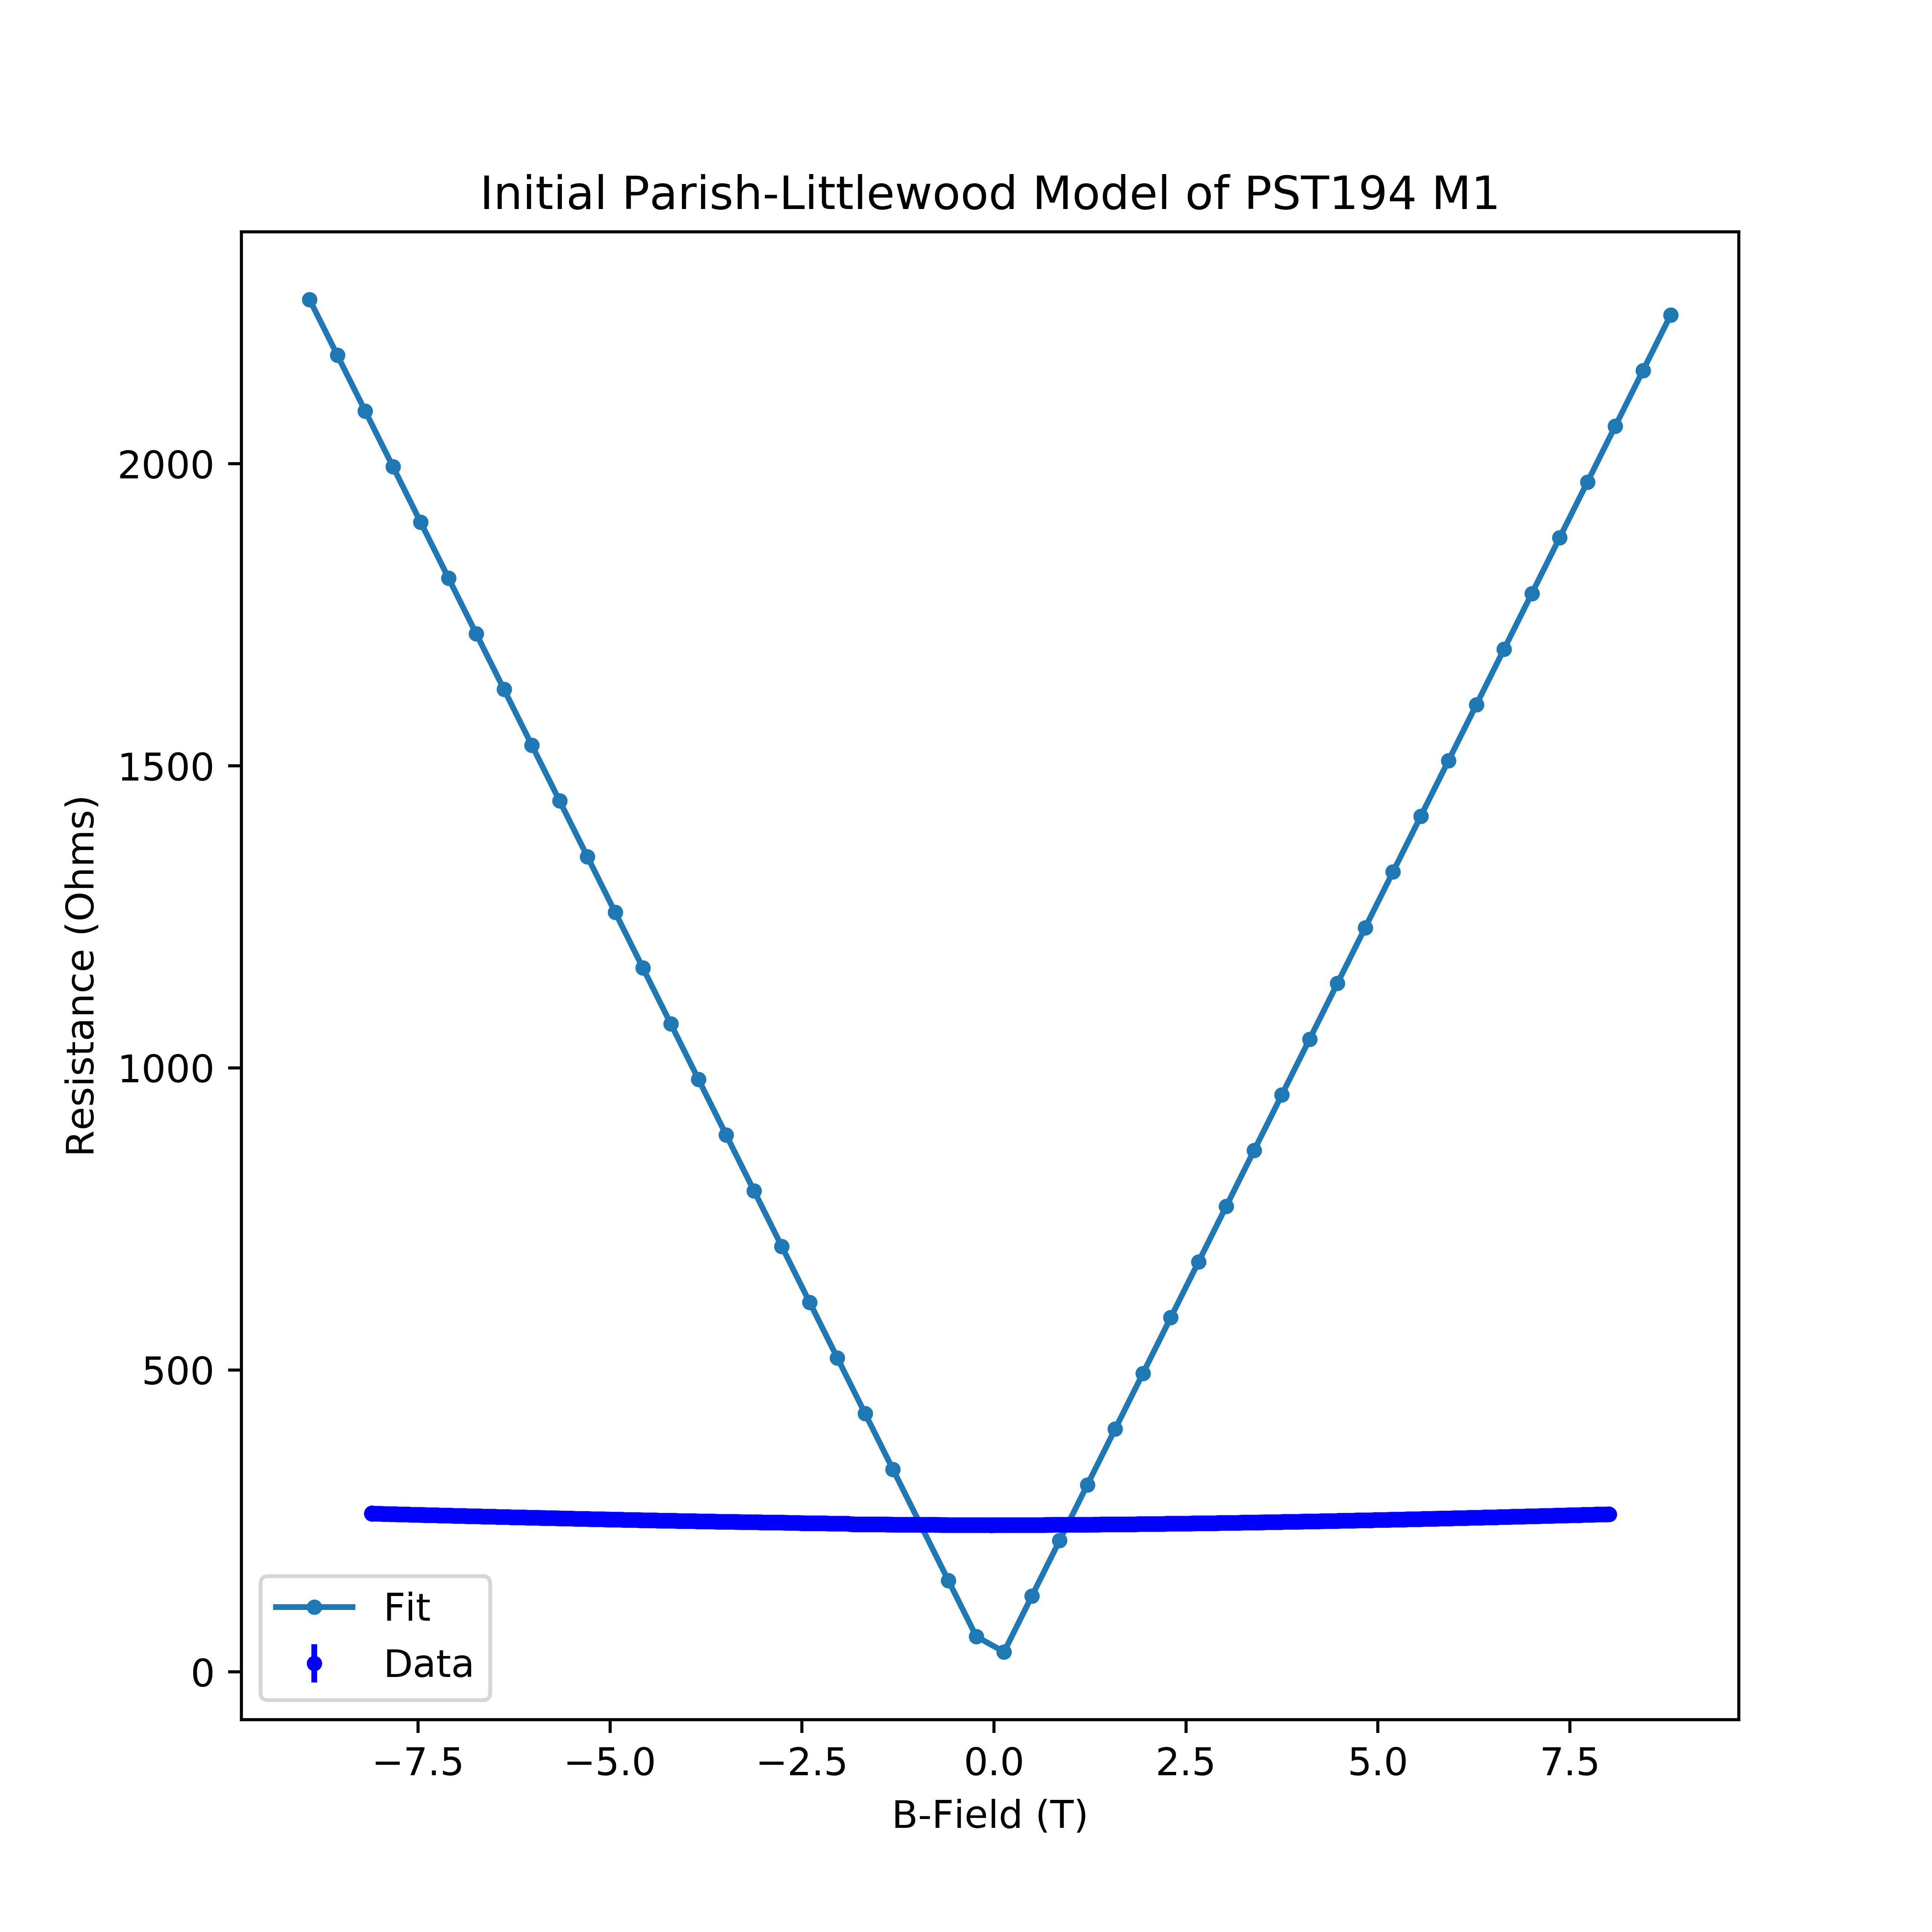 Initial Parish-Littlewood Model of PST194 M1
Resistance (Ohms)
2000
1500
1000
500
0
Fit
Data
−7.5 −5.0 −2.5 0.0 2.5 5.0 7.5
B-Field (T)